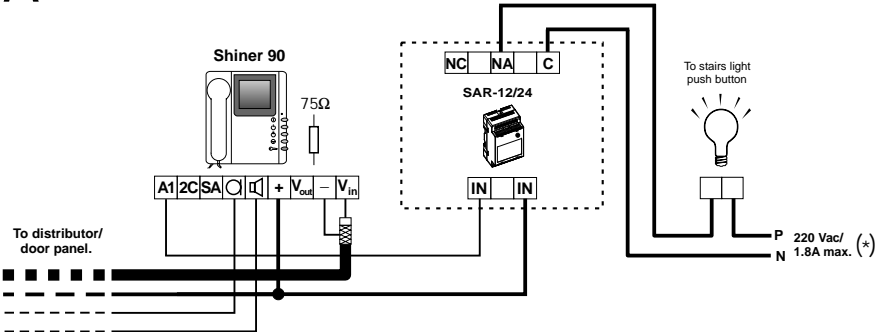 Shiner 90
75Ω
A1 2C SA + Vout − Vin
To distributor/
door panel.
NC NA C
SAR-12/24
IN IN
To stairs light
push button
P 220 Vac/
N 1.8A max. (*)